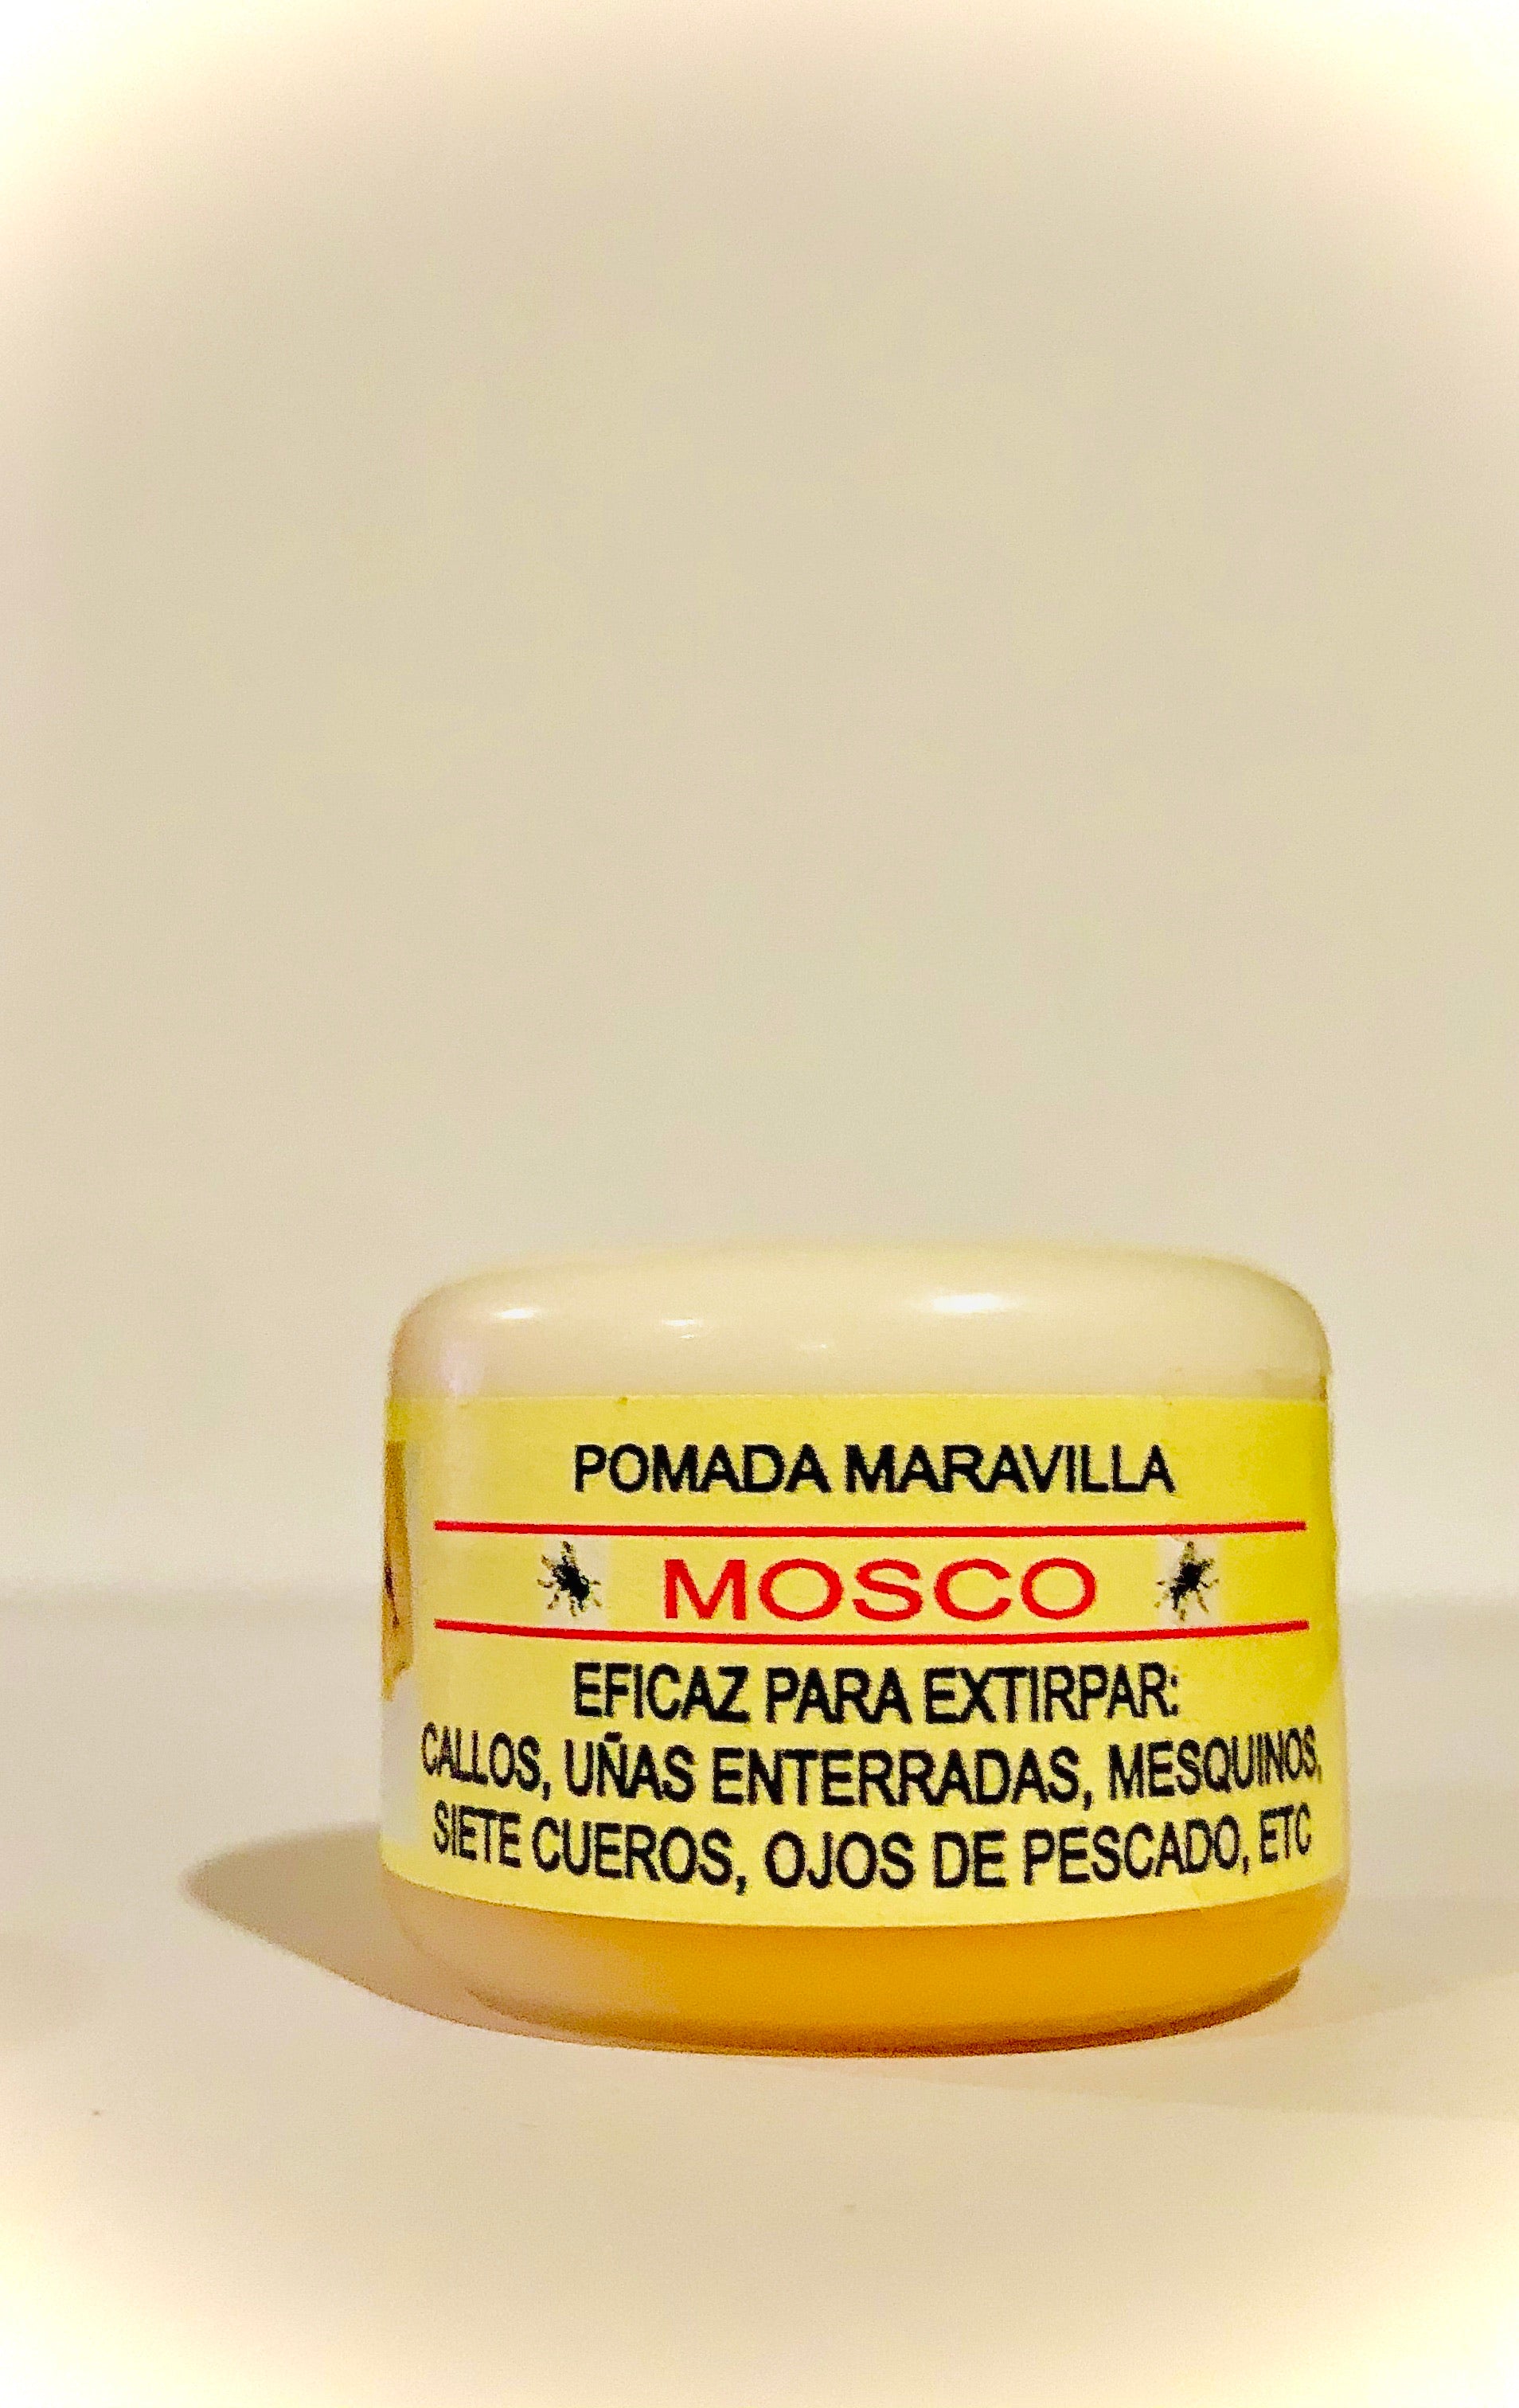 POMADA MARAVILLA
MOSCO
EFICAZ PARA EXTIRPAR:
CALLOS, UÑAS ENTERRADAS, MESQUINOS,
SIETE CUEROS, OJOS DE PESCADO, ETC